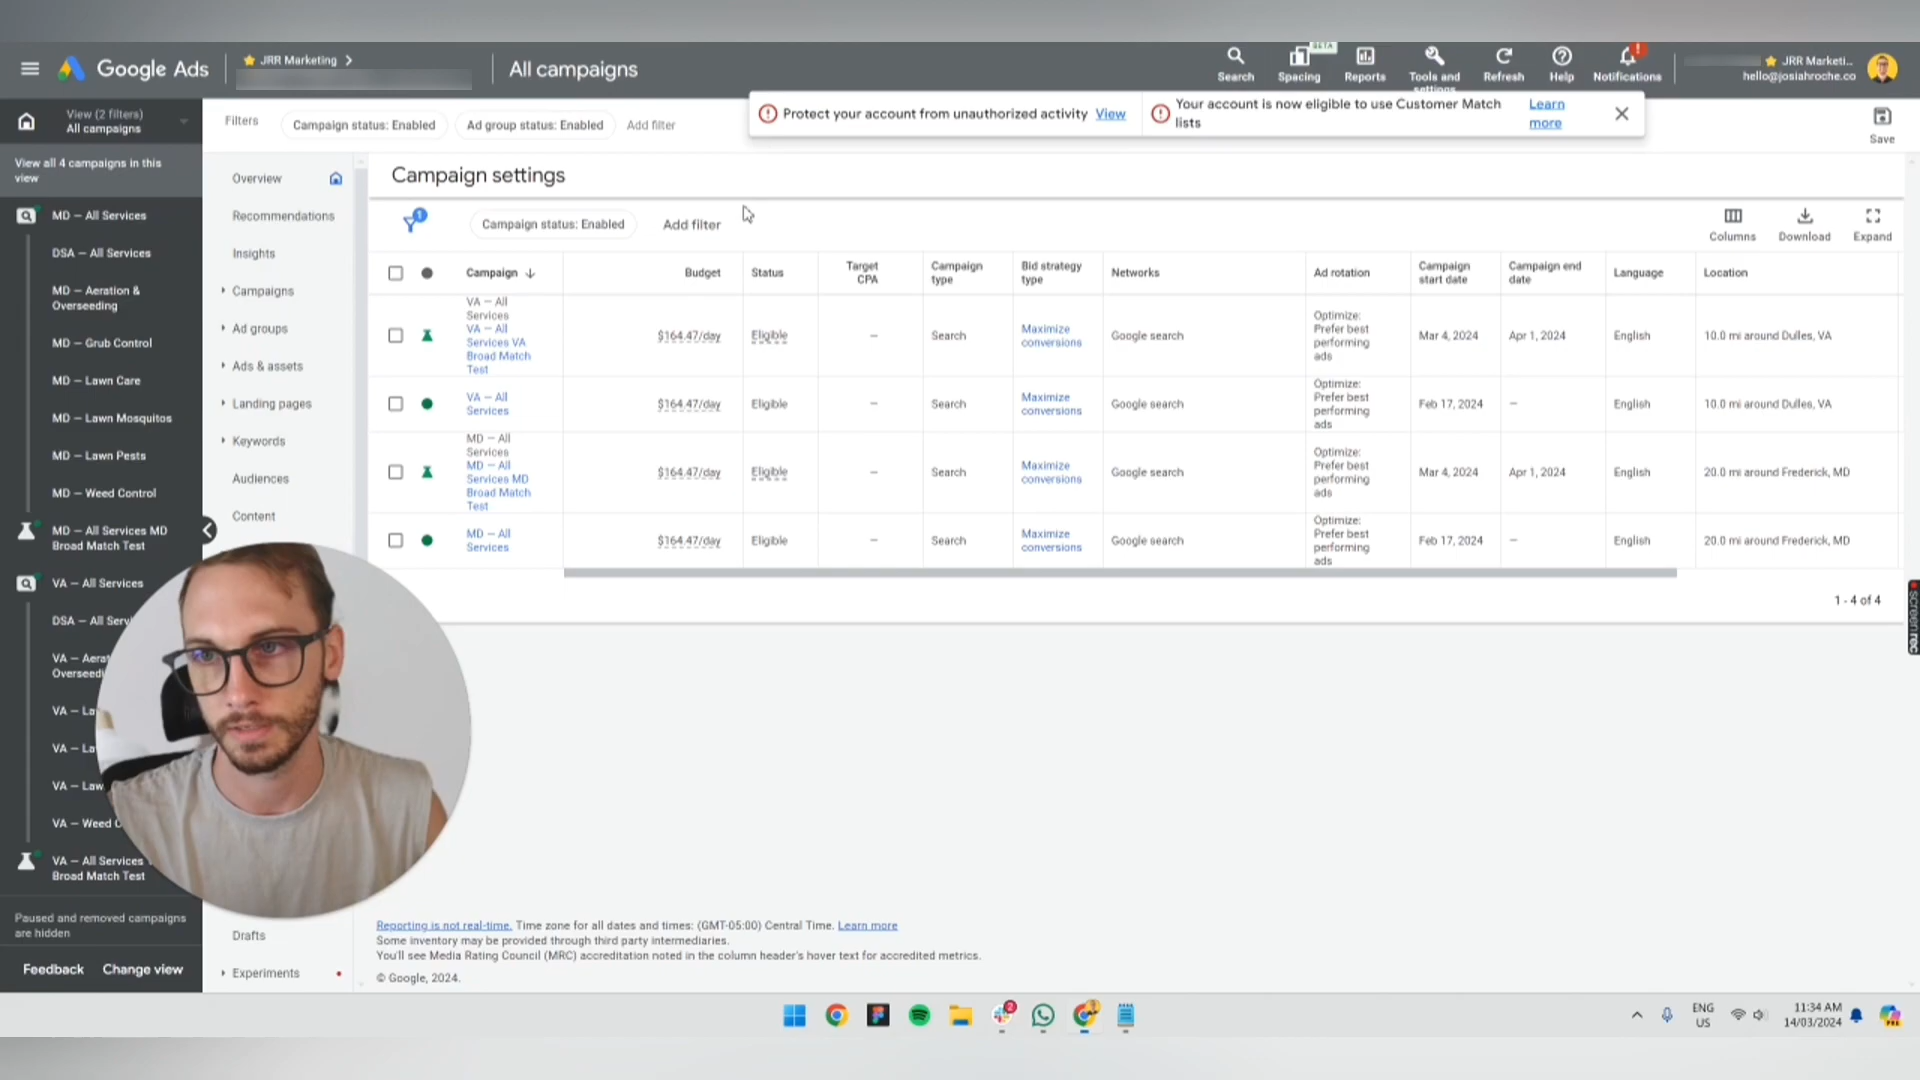 Google Ads
JRR Marketing
All campaigns
Search
BETA
Spacing
Reports
Tools and
settings
Refresh
Help
Notifications
JRR Marketi...
hello@josiahroche.co
View (2 filters)
All campaigns
Filters
Campaign status: Enabled
Ad group status: Enabled
Add filter
Protect your account from unauthorized activity View
Your account is now eligible to use Customer Match
lists
Learn
more
Save
View all 4 campaigns in this
view
MD – All Services
DSA – All Services
MD – Aeration &
Overseeding
MD – Grub Control
MD – Lawn Care
MD – Lawn Mosquitos
MD – Lawn Pests
MD – Weed Control
MD – All Services MD
Broad Match Test
VA – All Services
DSA – All Serv
VA – Aerat
Overseedi
VA – La
VA – La
VA – Law
VA – Weed C
VA – All Services
Broad Match Test
Paused and removed campaigns
are hidden
Feedback
Change view
Overview
Recommendations
Insights
Campaigns
Ad groups
Ads & assets
Landing pages
Keywords
Audiences
Content
Drafts
Experiments
Campaign settings
1
Campaign status: Enabled
Add filter
Columns
Download
Expand
Campaign
Budget
Status
Target
CPA
Campaign
type
Bid strategy
type
Networks
Ad rotation
Campaign
start date
Campaign end
date
Language
Location
VA – All
Services
VA – All
Services VA
Broad Match
Test
$164.47/day
Eligible
–
Search
Maximize
conversions
Google search
Optimize:
Prefer best
performing
ads
Mar 4, 2024
Apr 1, 2024
English
10.0 mi around Dulles, VA
VA – All
Services
$164.47/day
Eligible
–
Search
Maximize
conversions
Google search
Optimize:
Prefer best
performing
ads
Feb 17, 2024
–
English
10.0 mi around Dulles, VA
MD – All
Services
MD – All
Services MD
Broad Match
Test
$164.47/day
Eligible
–
Search
Maximize
conversions
Google search
Optimize:
Prefer best
performing
ads
Mar 4, 2024
Apr 1, 2024
English
20.0 mi around Frederick, MD
MD – All
Services
$164.47/day
Eligible
–
Search
Maximize
conversions
Google search
Optimize:
Prefer best
performing
ads
Feb 17, 2024
–
English
20.0 mi around Frederick, MD
1 - 4 of 4
screenrec
Reporting is not real-time. Time zone for all dates and times: (GMT-05:00) Central Time. Learn more
Some inventory may be provided through third party intermediaries.
You'll see Media Rating Council (MRC) accreditation noted in the column header's hover text for accredited metrics.
© Google, 2024.
2
ENG
US
11:34 AM
14/03/2024
PRE